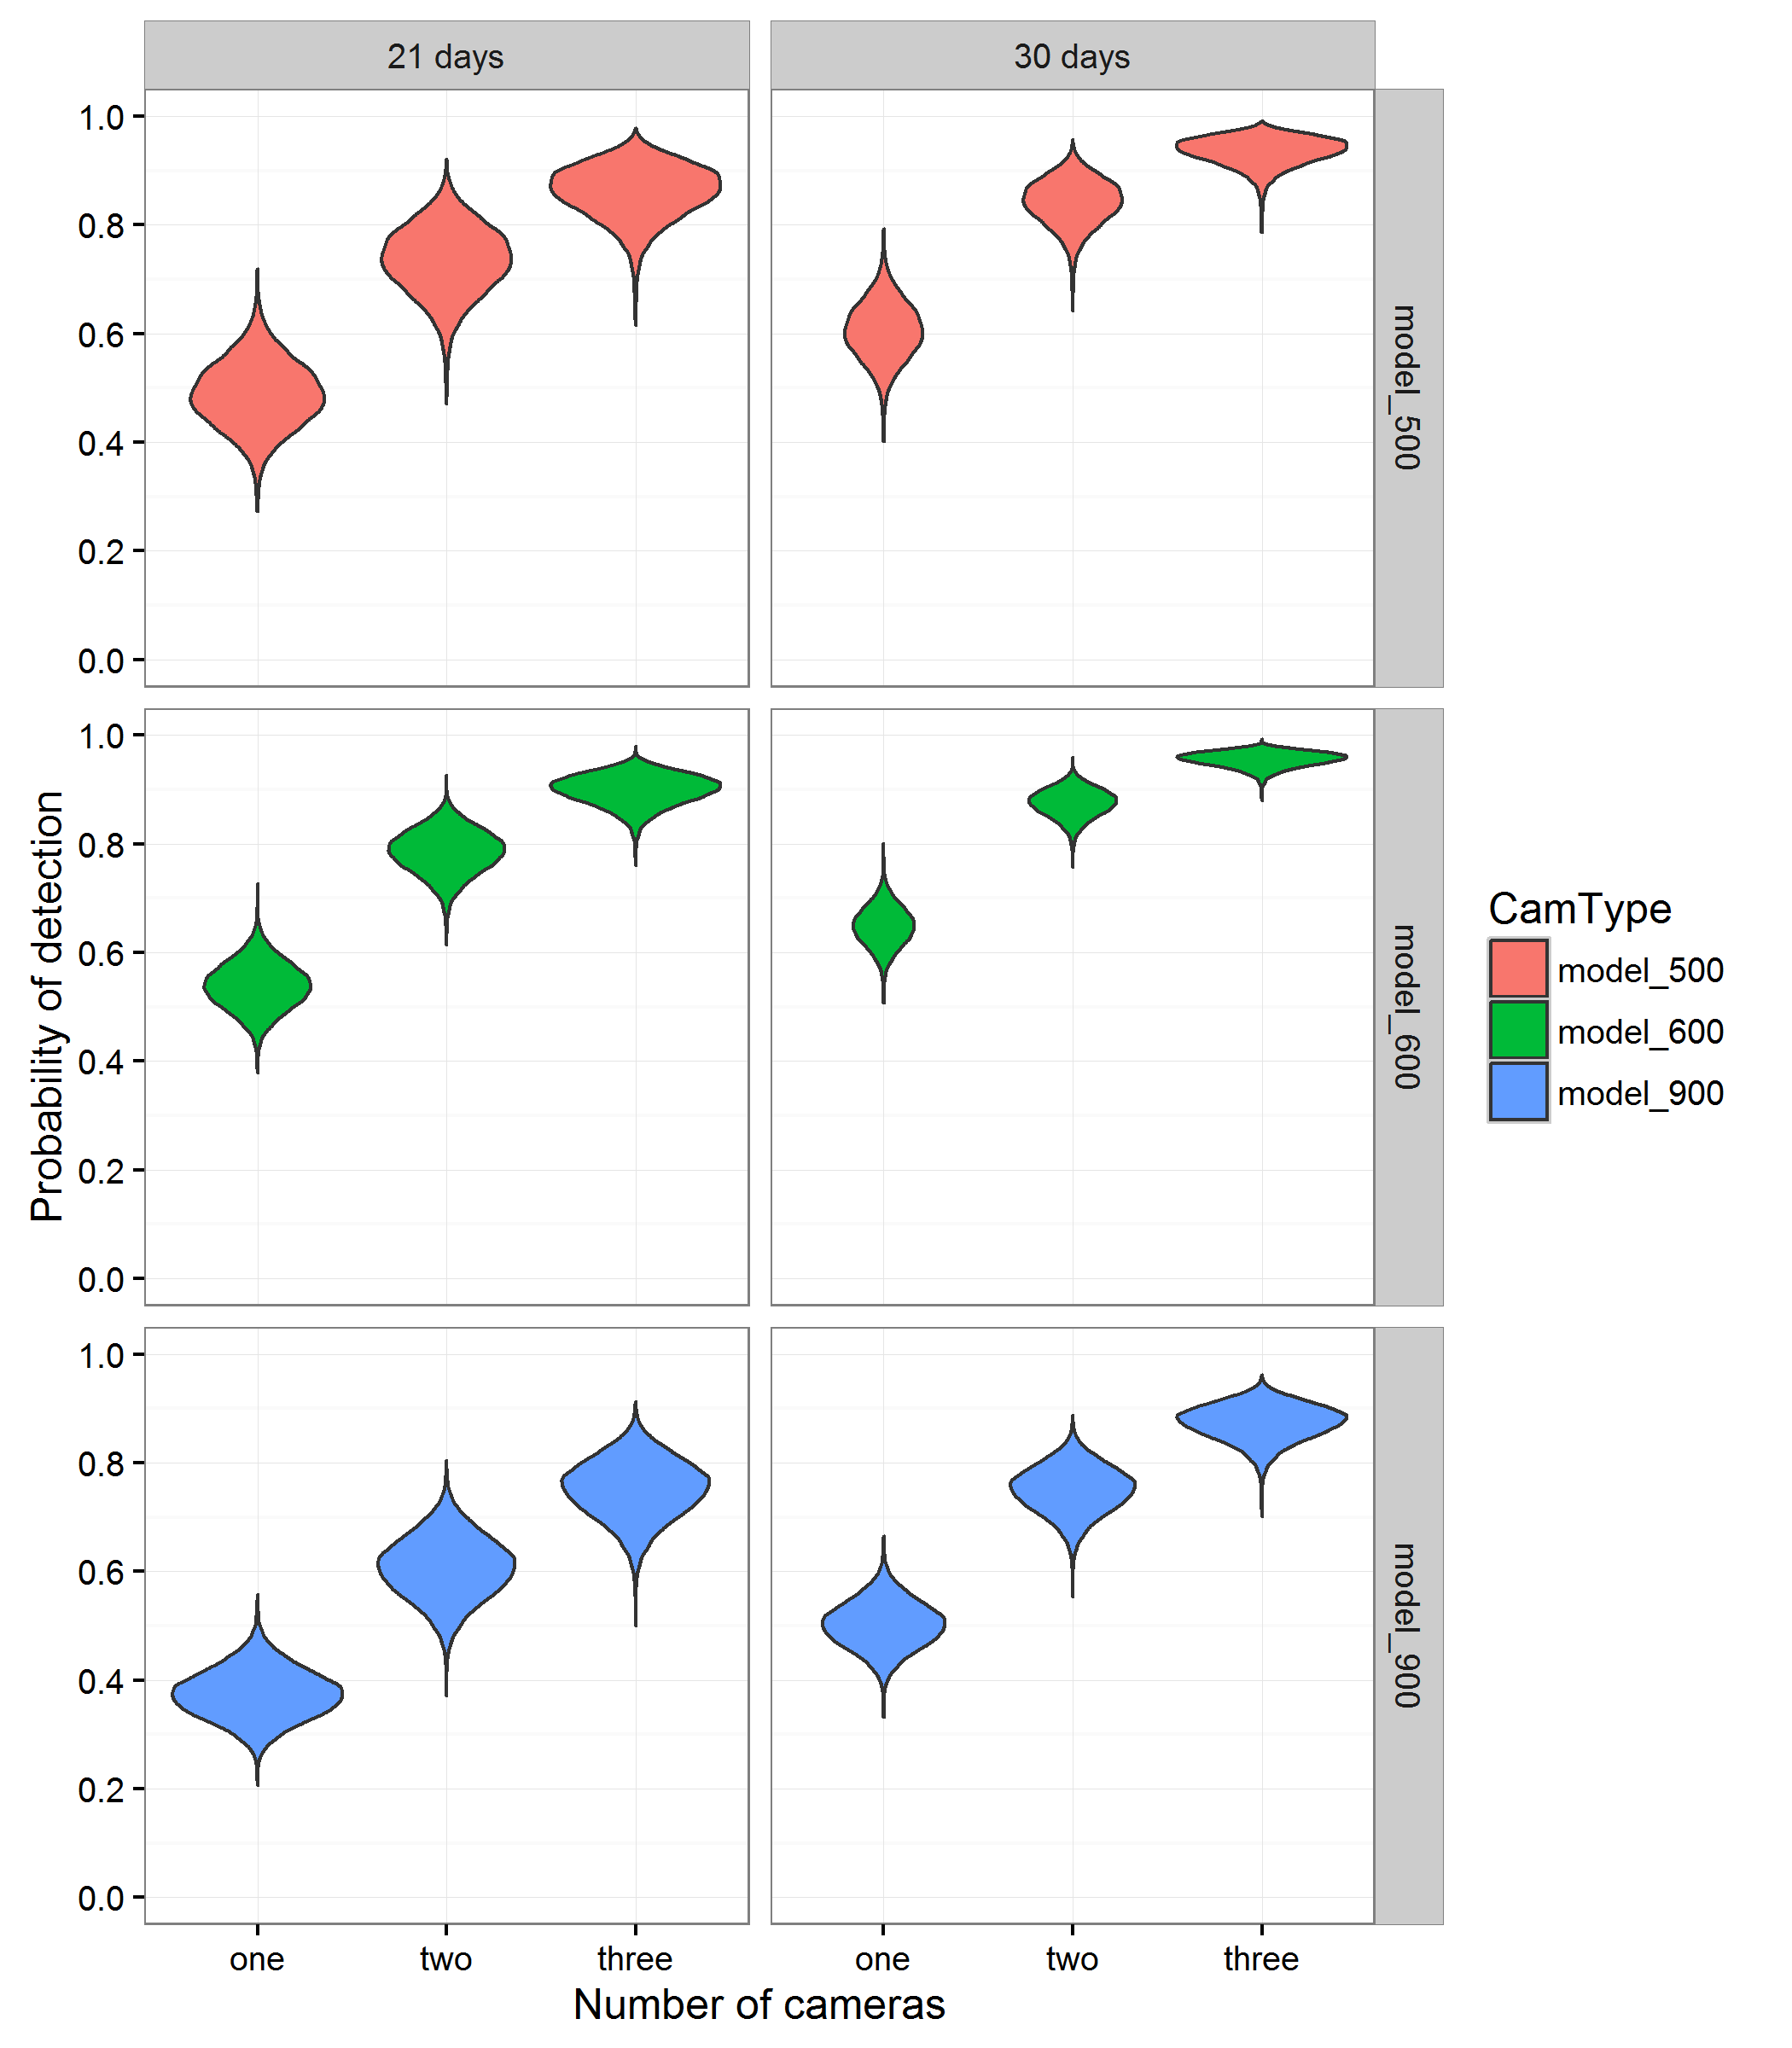 21 days
30 days
1.0
0.8
0.6
0.4
0.2
0.0
model_500
1.0
0.8
0.6
0.4
0.2
0.0
model_600
1.0
0.8
0.6
0.4
0.2
0.0
model_900
Probability of detection
one two three
one two three
Number of cameras
CamType
model_500
model_600
model_900